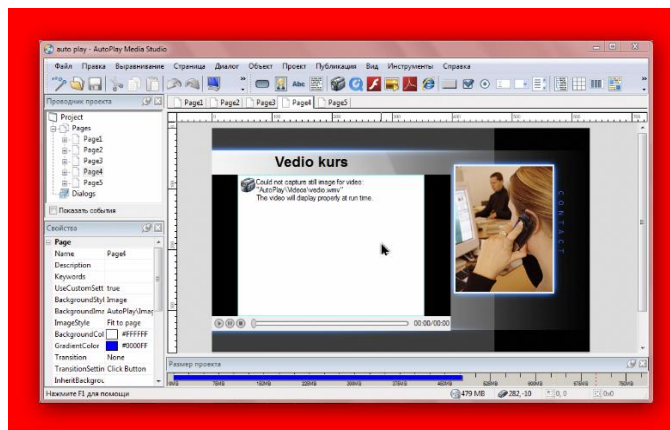 auto play - AutoPlay Media Studio
Файл Правка Выравнивание Страница Диалог Объект Проект Публикация Вид Инструменты Справка
Abc
Проводник проекта
Page1 Page2 Page3 Page4 Page5
Project
Pages
Page1
Page2
Page3
Page4
Page5
Dialogs
Показать события
Vedio kurs
Could not capture still image for video:
"AutoPlay\Videos\vedio.wmv"
The video will display properly at run time.
CONTACT
00:00/00:00
Свойства
Page
Name Page4
Description
Keywords
UseCustomSett true
BackgroundStyl Image
BackgroundIma AutoPlay\Imag
ImageStyle Fit to page
BackgroundCol #FFFFFF
GradientColor #0000FF
Transition None
TransitionSettin Click Button
InheritBackgrou
Размер проекта
Нажмите F1 для помощи
479 MB 282,-10 0, 0 0x0